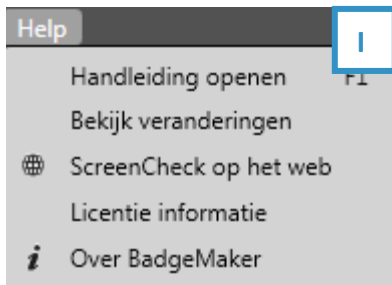 Help
I
Handleiding openen F1
Bekijk veranderingen
ScreenCheck op het web
Licentie informatie
i Over BadgeMaker